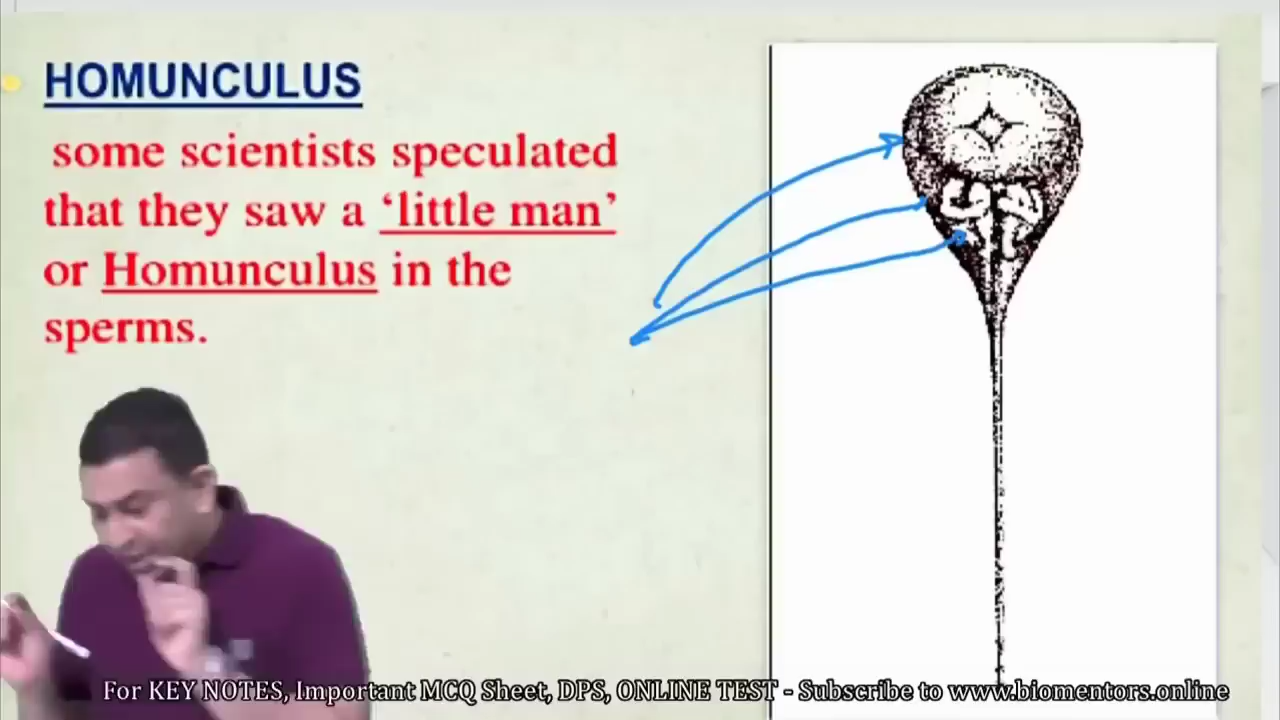 HOMUNCULUS
some scientists speculated
that they saw a ‘little man’
or Homunculus in the
sperms.
For KEY NOTES, Important MCQ Sheet, DPS, ONLINE TEST - Subscribe to www.biomentors.online